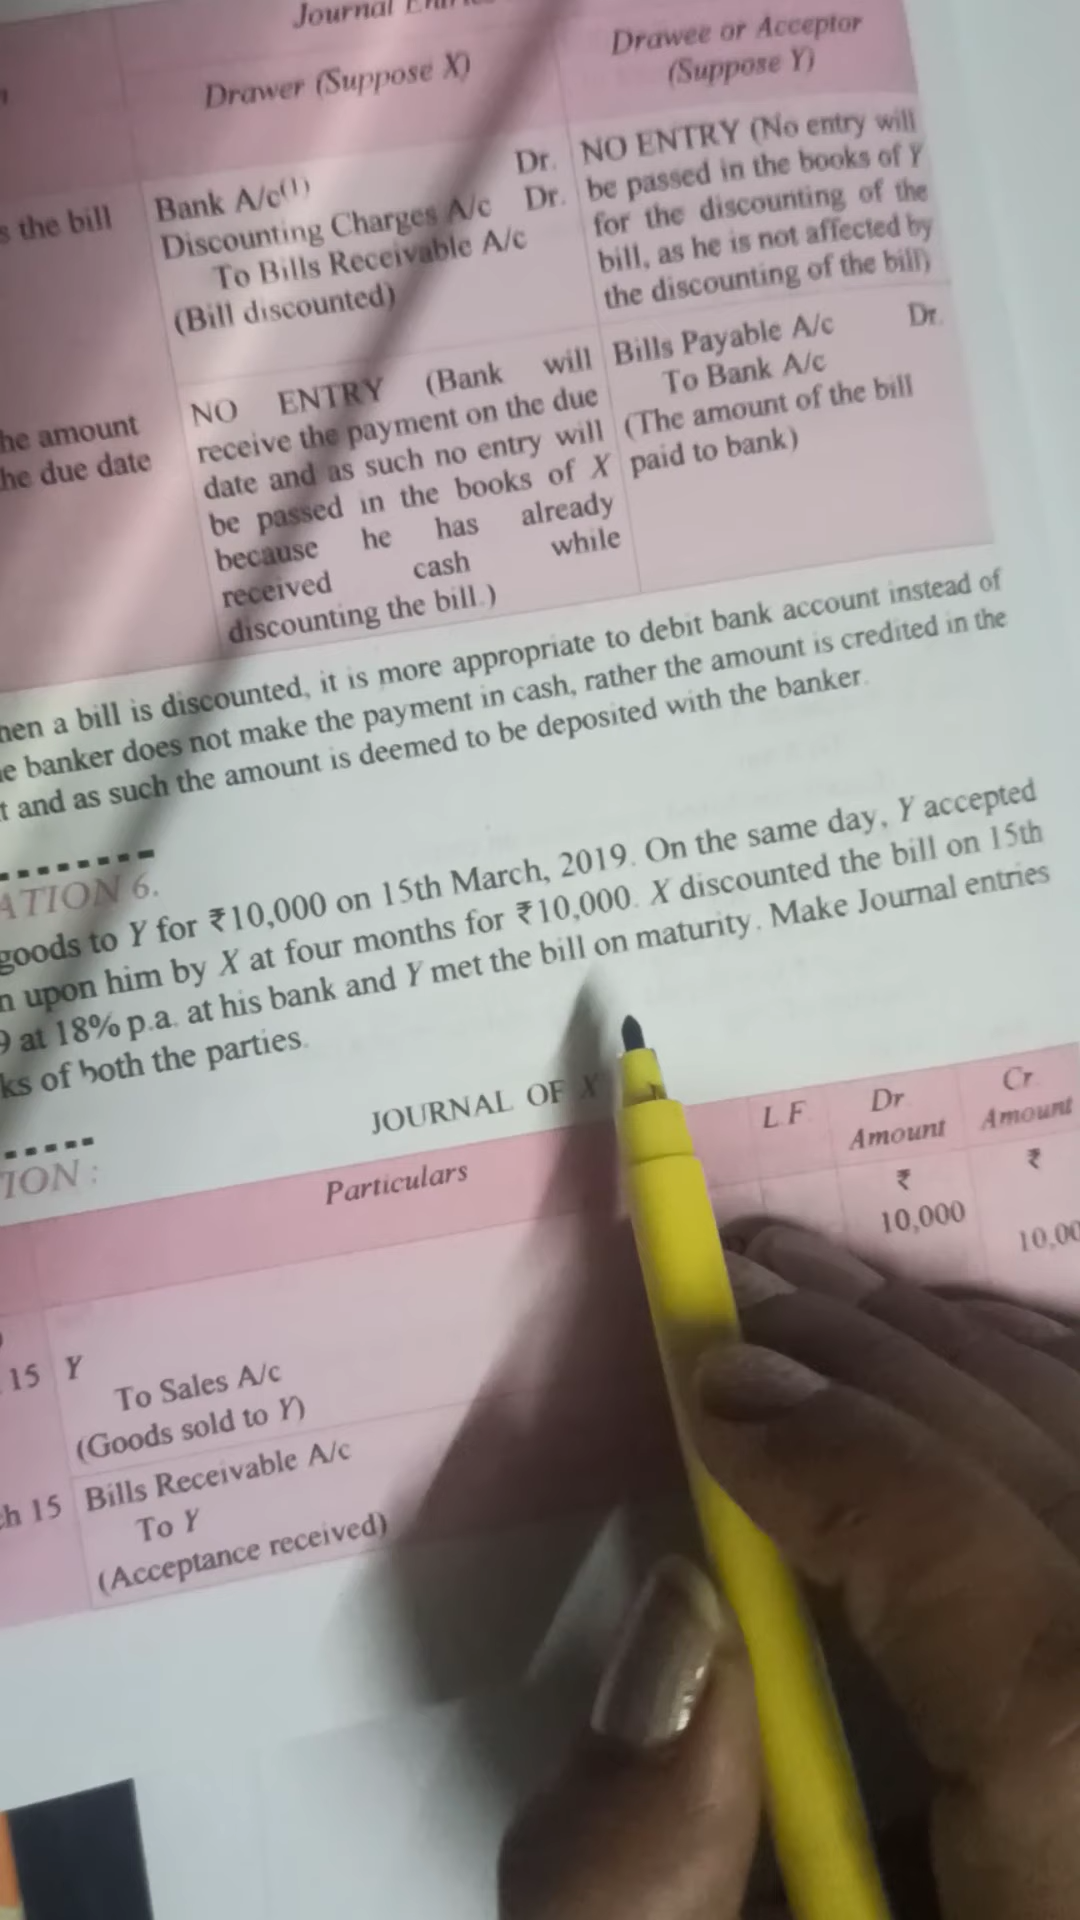 Journal
Drawer (Suppose X)
Drawee or Acceptor
(Suppose Y)
s the bill
Bank A/c(1) Dr.
Discounting Charges A/c Dr.
To Bills Receivable A/c
(Bill discounted)
NO ENTRY (No entry will
be passed in the books of Y
for the discounting of the
bill, as he is not affected by
the discounting of the bill)
he amount
he due date
NO ENTRY (Bank will
receive the payment on the due
date and as such no entry will
be passed in the books of X
because he has already
received cash while
discounting the bill.)
Bills Payable A/c Dr.
To Bank A/c
(The amount of the bill
paid to bank)
hen a bill is discounted, it is more appropriate to debit bank account instead of
e banker does not make the payment in cash, rather the amount is credited in the
t and as such the amount is deemed to be deposited with the banker.
ATION 6.
goods to Y for ₹10,000 on 15th March, 2019. On the same day, Y accepted
n upon him by X at four months for ₹10,000. X discounted the bill on 15th
9 at 18% p.a. at his bank and Y met the bill on maturity. Make Journal entries
ks of both the parties.
ION :
JOURNAL OF X
Particulars
L.F.
Dr.
Amount
Cr.
Amount
₹
₹
15 Y
10,000
To Sales A/c
10,00
(Goods sold to Y)
ch 15 Bills Receivable A/c
To Y
(Acceptance received)